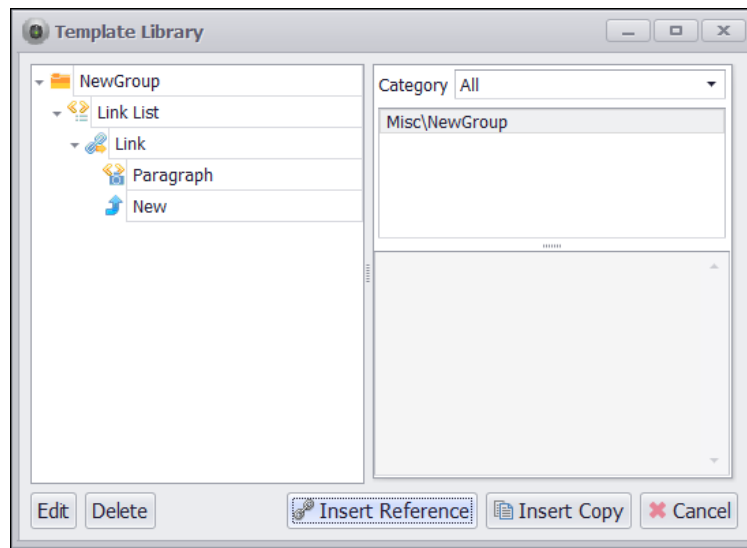 Template Library
NewGroup
Link List
Link
Paragraph
New
Category All
Misc\NewGroup
Edit Delete Insert Reference Insert Copy Cancel